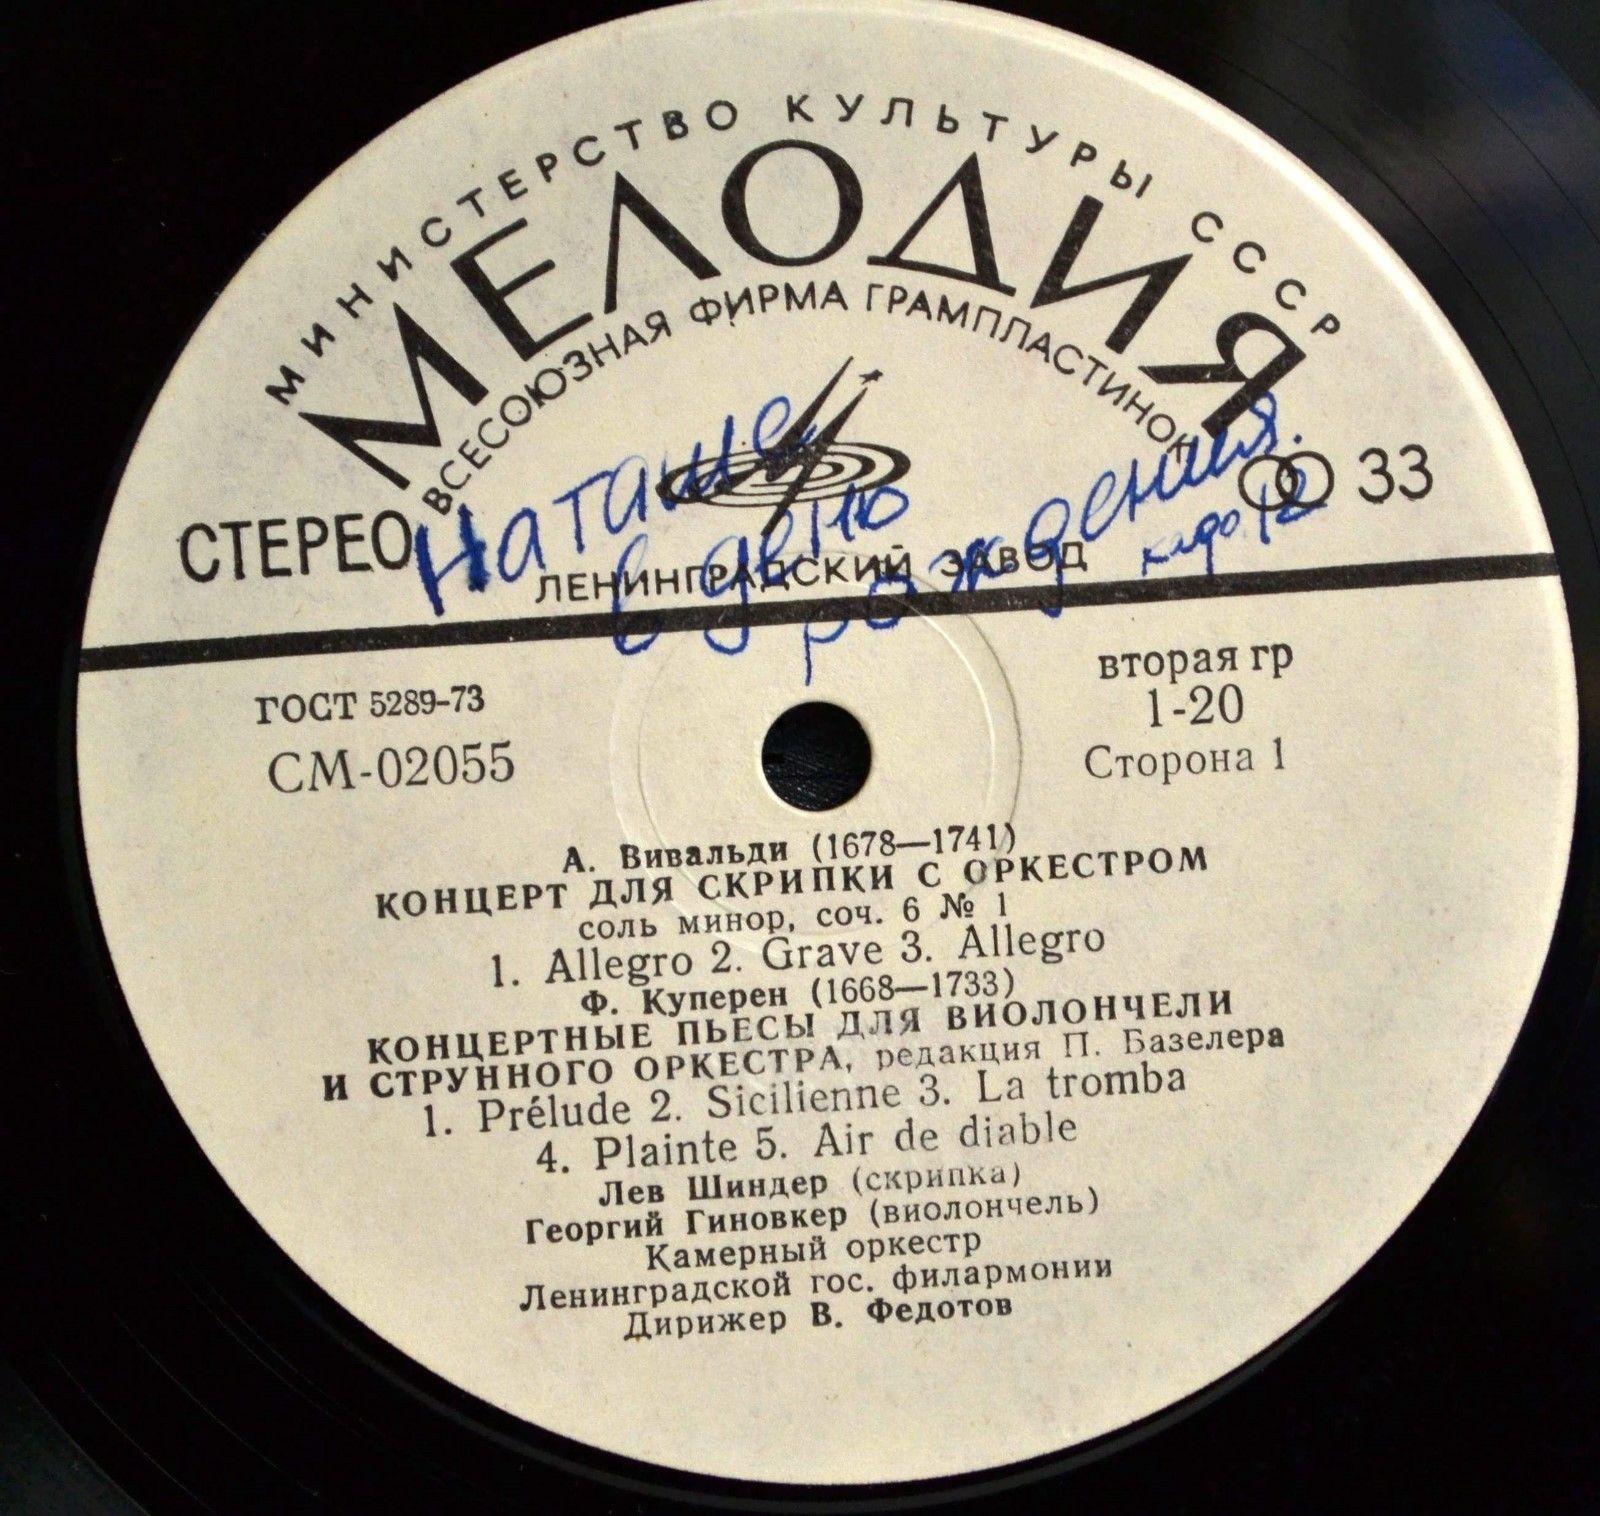 МИНИСТЕРСТВО КУЛЬТУРЫ СССР
МЕЛОДИЯ
ВСЕСОЮЗНАЯ ФИРМА ГРАМПЛАСТИНОК
СТЕРЕО
33
Наташе
в день
рождения.
ЛЕНИНГРАДСКИЙ ЗАВОД
ГОСТ 5289-73
СМ-02055
вторая гр
1-20
Сторона 1
А. Вивальди (1678—1741)
КОНЦЕРТ ДЛЯ СКРИПКИ С ОРКЕСТРОМ
соль минор, соч. 6 № 1
1. Allegro 2. Grave 3. Allegro
Ф. Куперен (1668—1733)
КОНЦЕРТНЫЕ ПЬЕСЫ ДЛЯ ВИОЛОНЧЕЛИ
И СТРУННОГО ОРКЕСТРА, редакция П. Базелера
1. Prélude 2. Sicilienne 3. La tromba
4. Plainte 5. Air de diable
Лев Шиндер (скрипка)
Георгий Гиновкер (виолончель)
Камерный оркестр
Ленинградской гос. филармонии
Дирижер В. Федотов